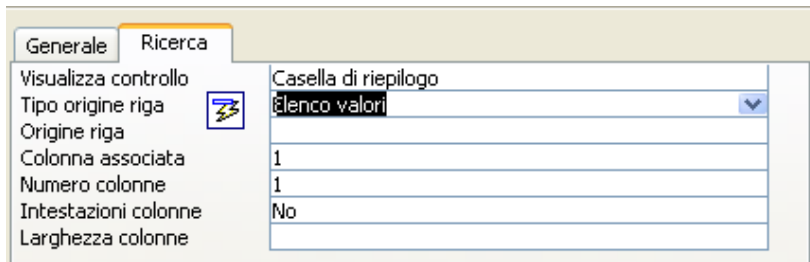 Generale Ricerca
Visualizza controllo Casella di riepilogo
Tipo origine riga Elenco valori
Origine riga
Colonna associata 1
Numero colonne 1
Intestazioni colonne No
Larghezza colonne